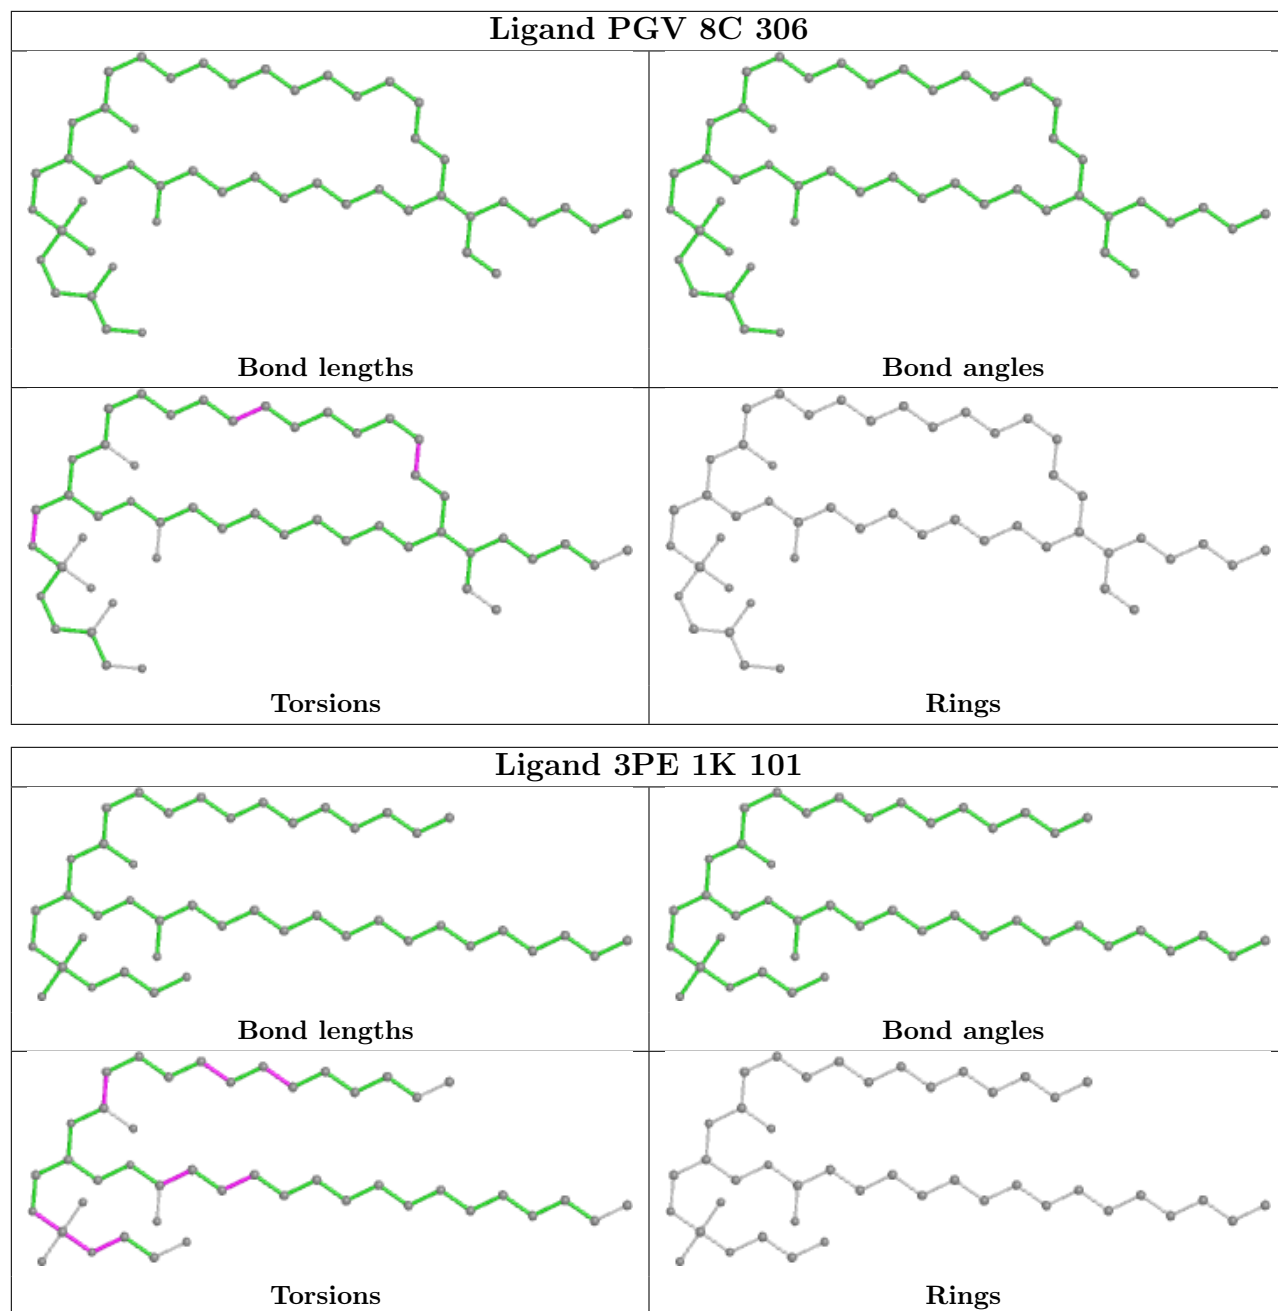 Ligand PGV 8C 306
Bond lengths
Bond angles
Torsions
Rings
Ligand 3PE 1K 101
Bond lengths
Bond angles
Torsions
Rings